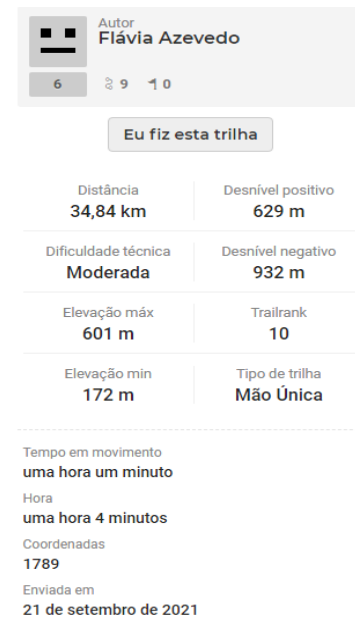 Autor
Flávia Azevedo
6 9 0
Eu fiz esta trilha
Distância Desnível positivo
34,84 km 629 m
Dificuldade técnica Desnível negativo
Moderada 932 m
Elevação máx Trailrank
601 m 10
Elevação min Tipo de trilha
172 m Mão Única
Tempo em movimento
uma hora um minuto
Hora
uma hora 4 minutos
Coordenadas
1789
Enviada em
21 de setembro de 2021